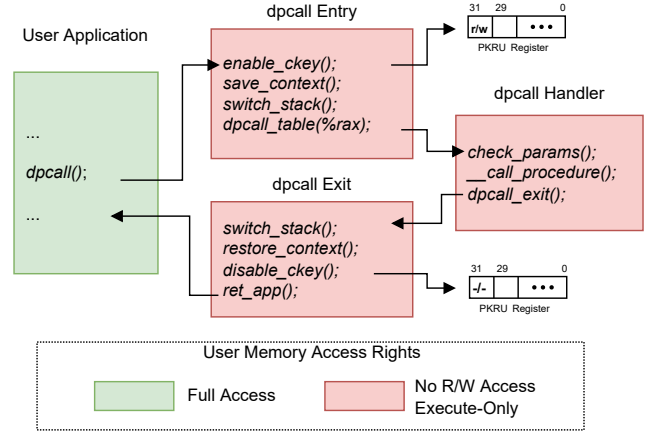 dpcall Entry
31 29 0
r/w •••
PKRU Register
User Application
enable_ckey();
save_context();
switch_stack();
dpcall_table(%rax);
dpcall Handler
...
dpcall();
...
check_params();
__call_procedure();
dpcall_exit();
dpcall Exit
switch_stack();
restore_context();
disable_ckey();
ret_app();
31 29 0
-/- •••
PKRU Register
User Memory Access Rights
Full Access
No R/W Access
Execute-Only